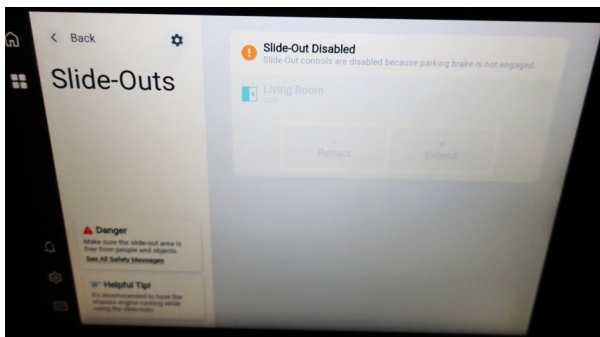 Back
Slide-Outs
Slide-Out Disabled
Slide-Out controls are disabled because parking brake is not engaged.
Living Room
OFF
Retract
Extend
Danger
Make sure the slide-out area is
free from people and objects.
See All Safety Messages
Helpful Tip!
It's recommended to have the
chassis engine running while
using the slide-outs.